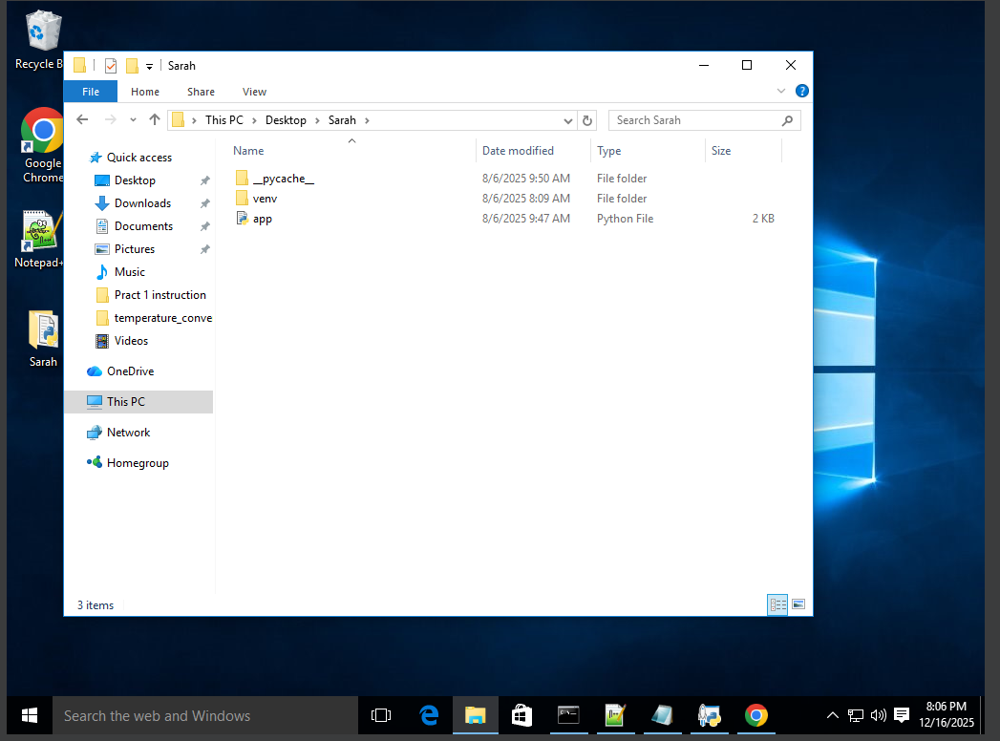 Recycle B
Google
Chrome
Notepad+
Sarah
Sarah
File Home Share View
This PC Desktop Sarah
Search Sarah
Quick access
Desktop
Downloads
Documents
Pictures
Music
Pract 1 instruction
temperature_conve
Videos
OneDrive
This PC
Network
Homegroup
Name Date modified Type Size
__pycache__ 8/6/2025 9:50 AM File folder
venv 8/6/2025 8:09 AM File folder
app 8/6/2025 9:47 AM Python File 2 KB
3 items
Search the web and Windows
8:06 PM
12/16/2025